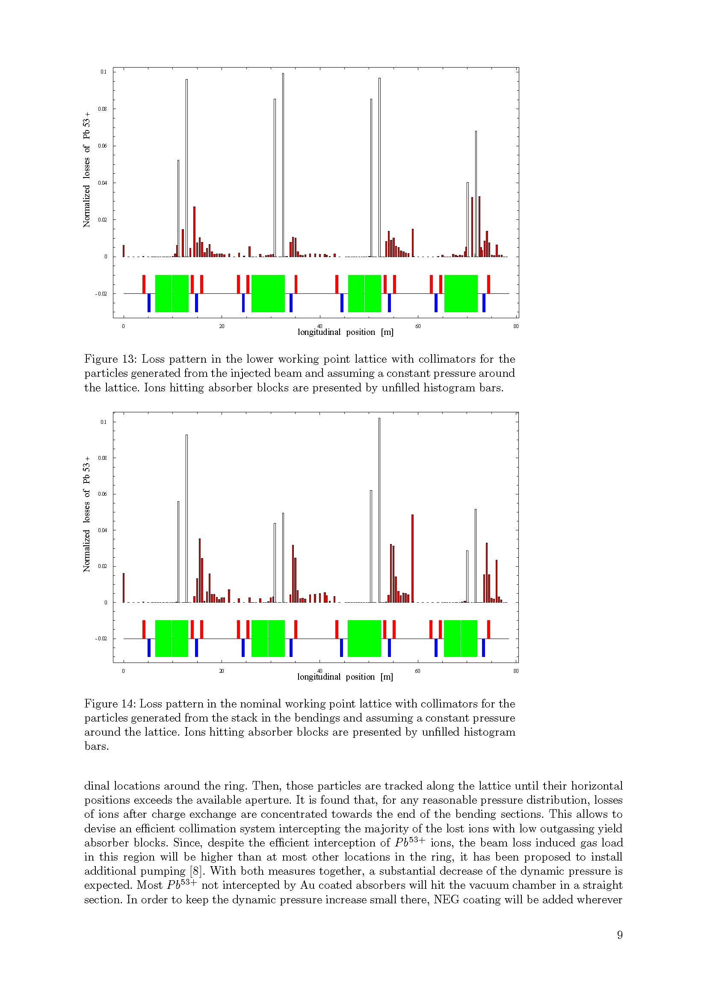 0.1
0.08
0.06
0.04
0.02
0
-0.02
Normalized losses of Pb 53+
0 20 40 60 80
longitudinal position [m]
Figure 13: Loss pattern in the lower working point lattice with collimators for the
particles generated from the injected beam and assuming a constant pressure around
the lattice. Ions hitting absorber blocks are presented by unfilled histogram bars.
0.1
0.08
0.06
0.04
0.02
0
-0.02
Normalized losses of Pb 53+
0 20 40 60 80
longitudinal position [m]
Figure 14: Loss pattern in the nominal working point lattice with collimators for the
particles generated from the stack in the bendings and assuming a constant pressure
around the lattice. Ions hitting absorber blocks are presented by unfilled histogram
bars.
dinal locations around the ring. Then, those particles are tracked along the lattice until their horizontal
positions exceeds the available aperture. It is found that, for any reasonable pressure distribution, losses
of ions after charge exchange are concentrated towards the end of the bending sections. This allows to
devise an efficient collimation system intercepting the majority of the lost ions with low outgassing yield
absorber blocks. Since, despite the efficient interception of Pb⁵³⁺ ions, the beam loss induced gas load
in this region will be higher than at most other locations in the ring, it has been proposed to install
additional pumping [8]. With both measures together, a substantial decrease of the dynamic pressure is
expected. Most Pb⁵³⁺ not intercepted by Au coated absorbers will hit the vacuum chamber in a straight
section. In order to keep the dynamic pressure increase small there, NEG coating will be added wherever
9